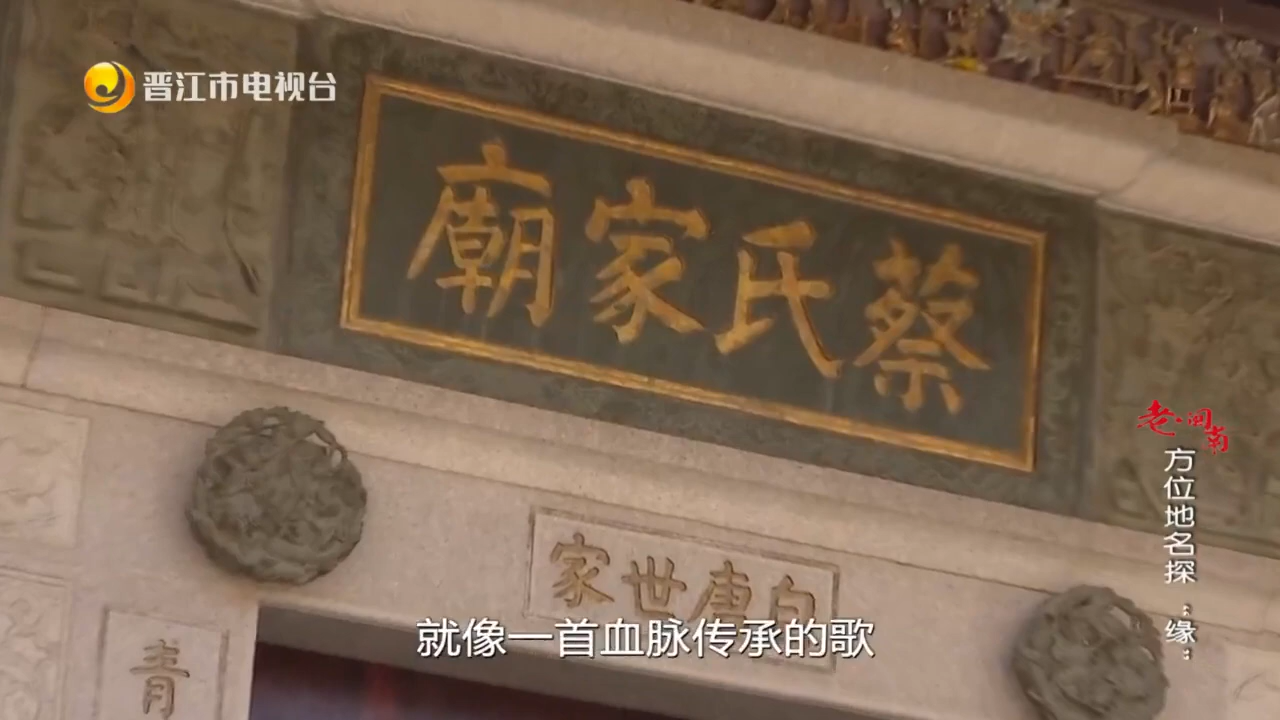 晋江市电视台
蔡氏家廟
唐世家
青
老·闽南
方位地名探“缘”
就像一首血脉传承的歌